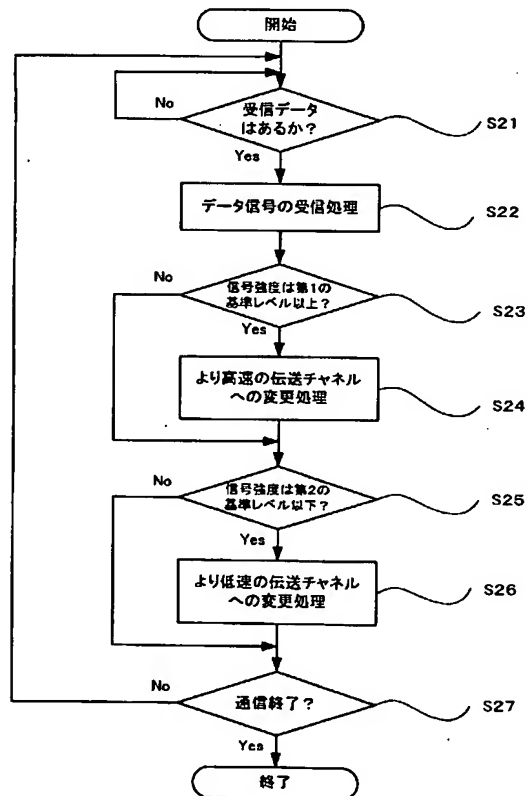 開始
No
受信データ
はあるか?
S21
Yes
データ信号の受信処理
S22
No
信号強度は第1の
基準レベル以上?
S23
Yes
より高速の伝送チャネル
への変更処理
S24
No
信号強度は第2の
基準レベル以下?
S25
Yes
より低速の伝送チャネル
への変更処理
S26
No
通信終了?
S27
Yes
終了